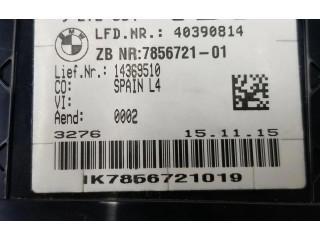 LFD.NR.: 40390814
ZB NR:7856721-01
Lief.Nr.: 14369510
CO: SPAIN L4
VI:
Aend: 0002
3276 15.11.15
IK7856721019